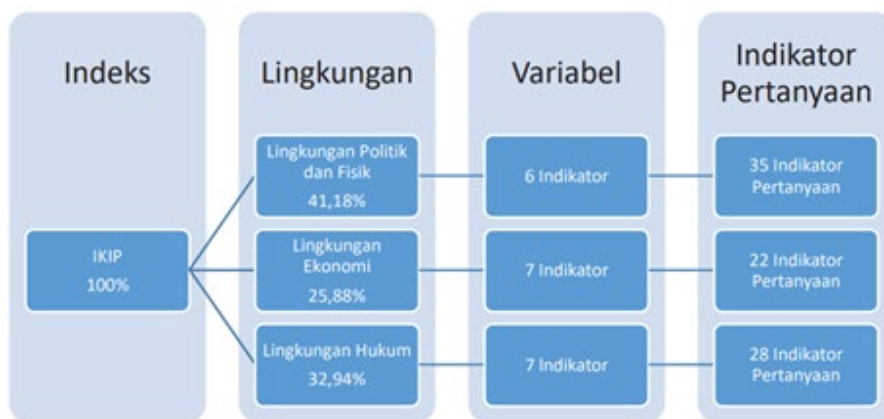 Indeks
Lingkungan
Variabel
Indikator
Pertanyaan
IKIP
100%
Lingkungan Politik
dan Fisik
41,18%
6 Indikator
35 Indikator
Pertanyaan
Lingkungan
Ekonomi
25,88%
7 Indikator
22 Indikator
Pertanyaan
Lingkungan Hukum
32,94%
7 Indikator
28 Indikator
Pertanyaan